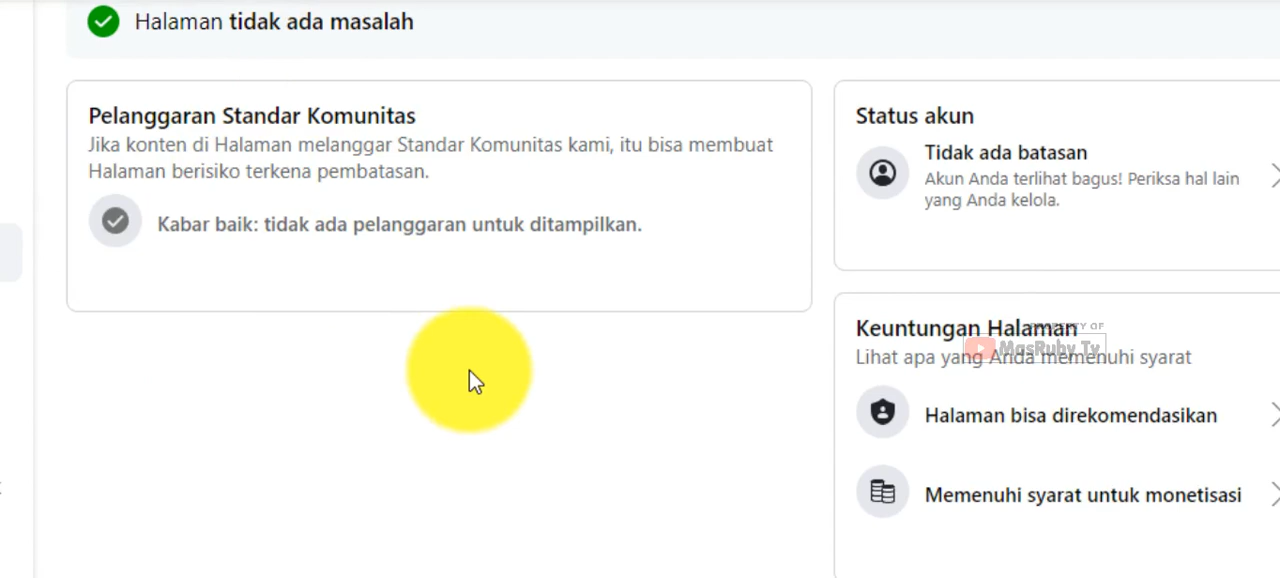 Halaman tidak ada masalah
Pelanggaran Standar Komunitas
Jika konten di Halaman melanggar Standar Komunitas kami, itu bisa membuat
Halaman berisiko terkena pembatasan.
Kabar baik: tidak ada pelanggaran untuk ditampilkan.
Status akun
Tidak ada batasan
Akun Anda terlihat bagus! Periksa hal lain
yang Anda kelola.
Keuntungan Halaman
PROPERTY OF
MasRuby Tv
Lihat apa yang Anda memenuhi syarat
Halaman bisa direkomendasikan
Memenuhi syarat untuk monetisasi